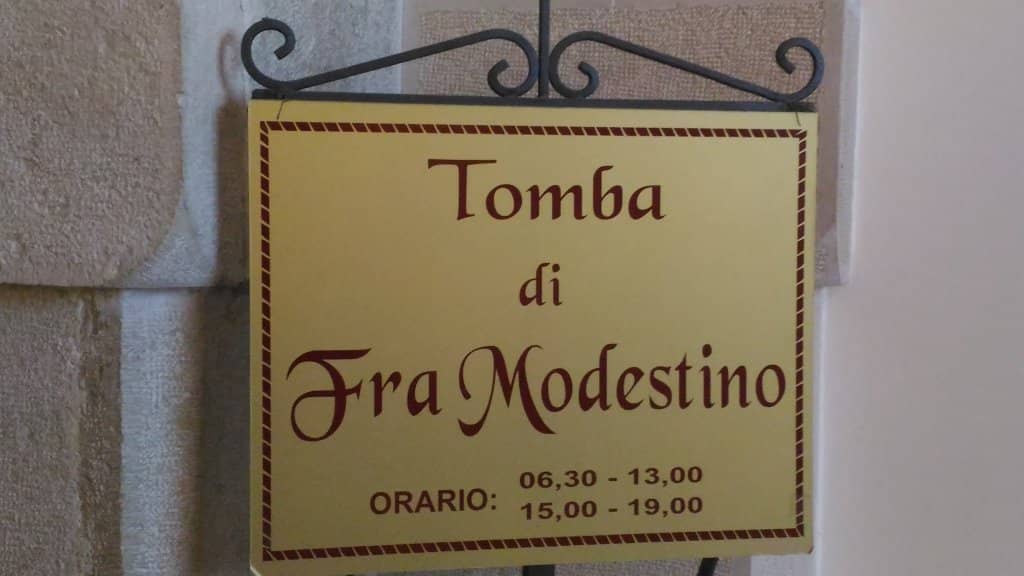 Tomba
di
Fra Modestino
ORARIO: 06,30 - 13,00
15,00 - 19,00